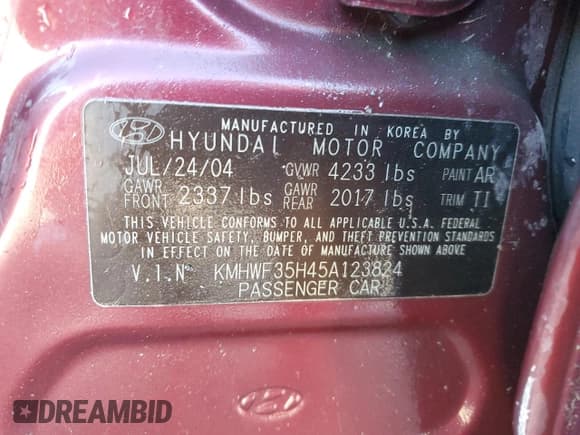 MANUFACTURED IN KOREA BY
HYUNDAI MOTOR COMPANY
JUL/24/04 GVWR 4233 lbs PAINT AR
GAWR FRONT 2337 lbs GAWR REAR 2017 lbs TRIM TI
THIS VEHICLE CONFORMS TO ALL APPLICABLE U.S.A. FEDERAL
MOTOR VEHICLE SAFETY, BUMPER, AND THEFT PREVENTION STANDARDS
IN EFFECT ON THE DATE OF MANUFACTURE SHOWN ABOVE
V.I.N° KMHWF35H45A123824
PASSENGER CAR
DREAMBID